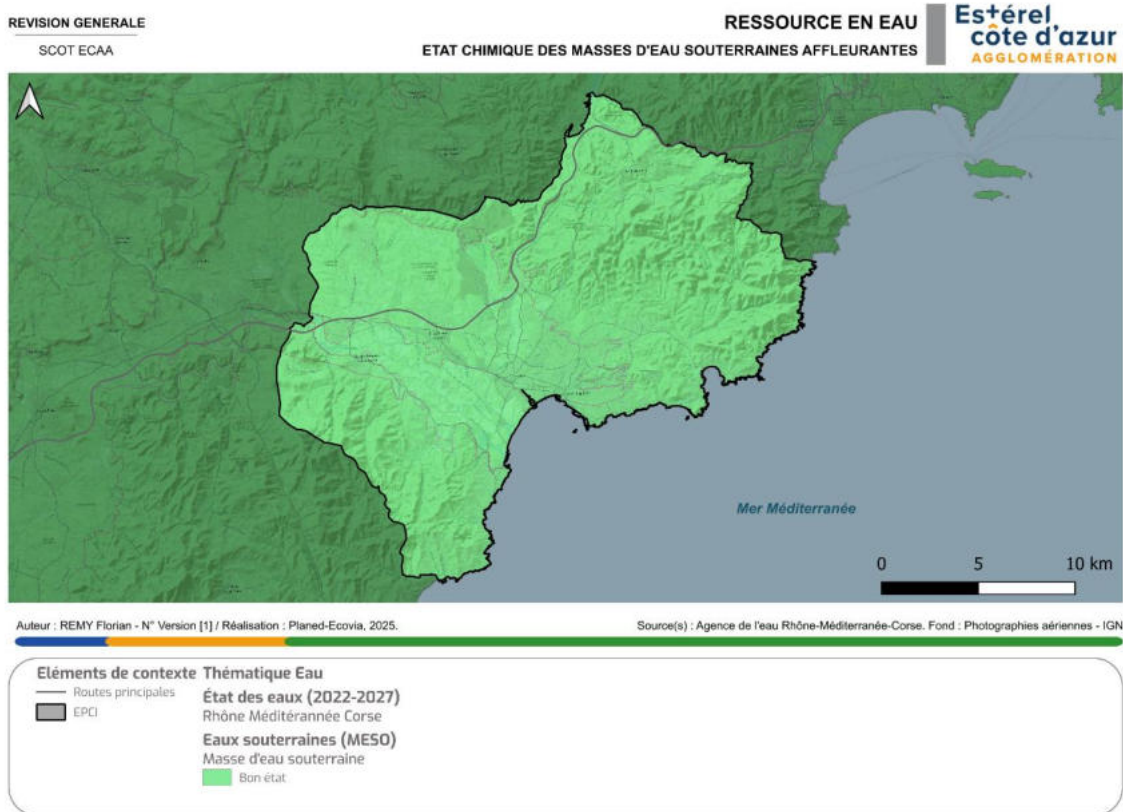 REVISION GENERALE
SCOT ECAA
RESSOURCE EN EAU
ETAT CHIMIQUE DES MASSES D'EAU SOUTERRAINES AFFLEURANTES
Estérel
côte d'azur
AGGLOMÉRATION
Mer Méditerranée
0 5 10 km
Auteur : REMY Florian - N° Version [1] / Réalisation : Planed-Ecovia, 2025.
Source(s) : Agence de l'eau Rhône-Méditerranée-Corse. Fond : Photographies aériennes - IGN
Eléments de contexte
Routes principales
EPCI
Thématique Eau
État des eaux (2022-2027)
Rhône Méditérannée Corse
Eaux souterraines (MESO)
Masse d'eau souterraine
Bon état